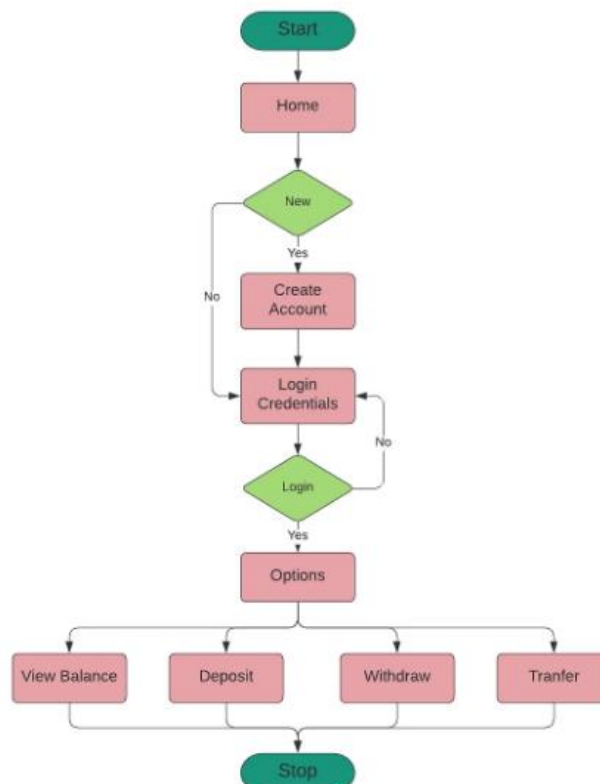 Start
Home
New
Yes
No
Create
Account
Login
Credentials
No
Login
Yes
Options
View Balance
Deposit
Withdraw
Tranfer
Stop